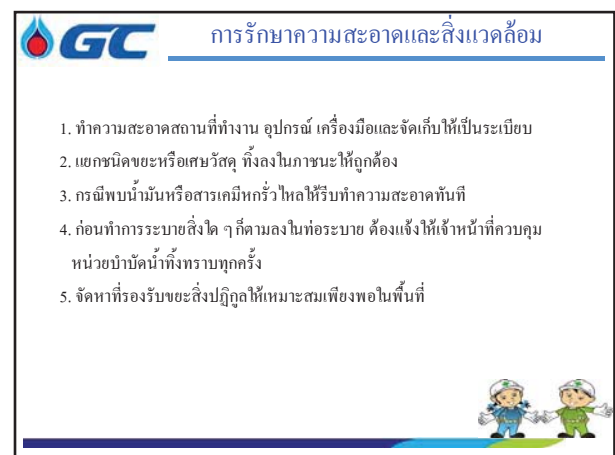 GC
การรักษาความสะอาดและสิ่งแวดล้อม
1. ทำความสะอาดสถานที่ทำงาน อุปกรณ์ เครื่องมือและจัดเก็บให้เป็นระเบียบ
2. แยกชนิดขยะหรือเศษวัสดุ ทิ้งลงในภาชนะให้ถูกต้อง
3. กรณีพบน้ำมันหรือสารเคมีหกรั่วไหลให้รีบทำความสะอาดทันที
4. ก่อนทำการระบายสิ่งใด ๆ ก็ตามลงในท่อระบาย ต้องแจ้งให้เจ้าหน้าที่ควบคุม
หน่วยบำบัดน้ำทิ้งทราบทุกครั้ง
5. จัดหาที่รองรับขยะสิ่งปฏิกูลให้เหมาะสมเพียงพอในพื้นที่